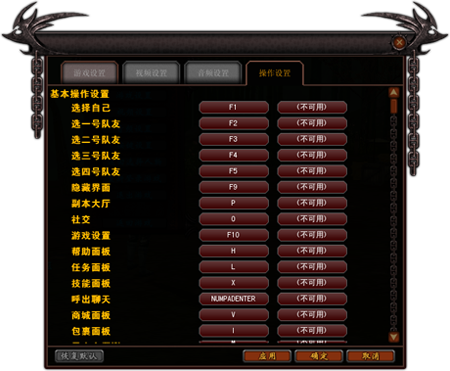 游戏设置 视频设置 音频设置 操作设置
基本操作设置
选择自己 F1 (不可用)
选一号队友 F2 (不可用)
选二号队友 F3 (不可用)
选三号队友 F4 (不可用)
选四号队友 F5 (不可用)
隐藏界面 F9 (不可用)
副本大厅 P (不可用)
社交 O (不可用)
游戏设置 F10 (不可用)
帮助面板 H (不可用)
任务面板 L (不可用)
技能面板 X (不可用)
呼出聊天 NUMPADENTER (不可用)
商城面板 V (不可用)
包裹面板 I (不可用)
恢复默认 应用 确定 取消